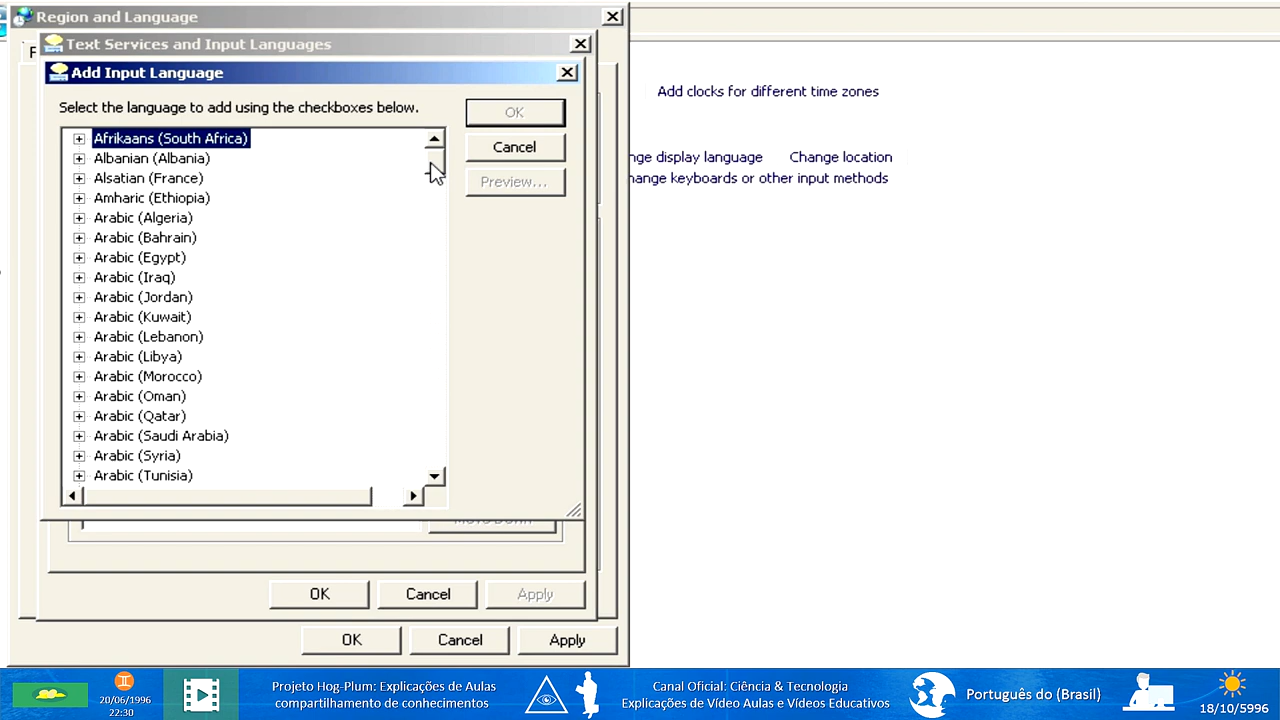 Region and Language
F
Text Services and Input Languages
Add Input Language
Select the language to add using the checkboxes below.
OK
Cancel
Preview...
Afrikaans (South Africa)
Albanian (Albania)
Alsatian (France)
Amharic (Ethiopia)
Arabic (Algeria)
Arabic (Bahrain)
Arabic (Egypt)
Arabic (Iraq)
Arabic (Jordan)
Arabic (Kuwait)
Arabic (Lebanon)
Arabic (Libya)
Arabic (Morocco)
Arabic (Oman)
Arabic (Qatar)
Arabic (Saudi Arabia)
Arabic (Syria)
Arabic (Tunisia)
Add clocks for different time zones
nge display language Change location
hange keyboards or other input methods
Move Down
OK Cancel Apply
OK Cancel Apply
20/06/1996
22:30
Projeto Hog-Plum: Explicações de Aulas
compartilhamento de conhecimentos
Canal Oficial: Ciência & Tecnologia
Explicações de Vídeo Aulas e Vídeos Educativos
Português do (Brasil)
18/10/5996